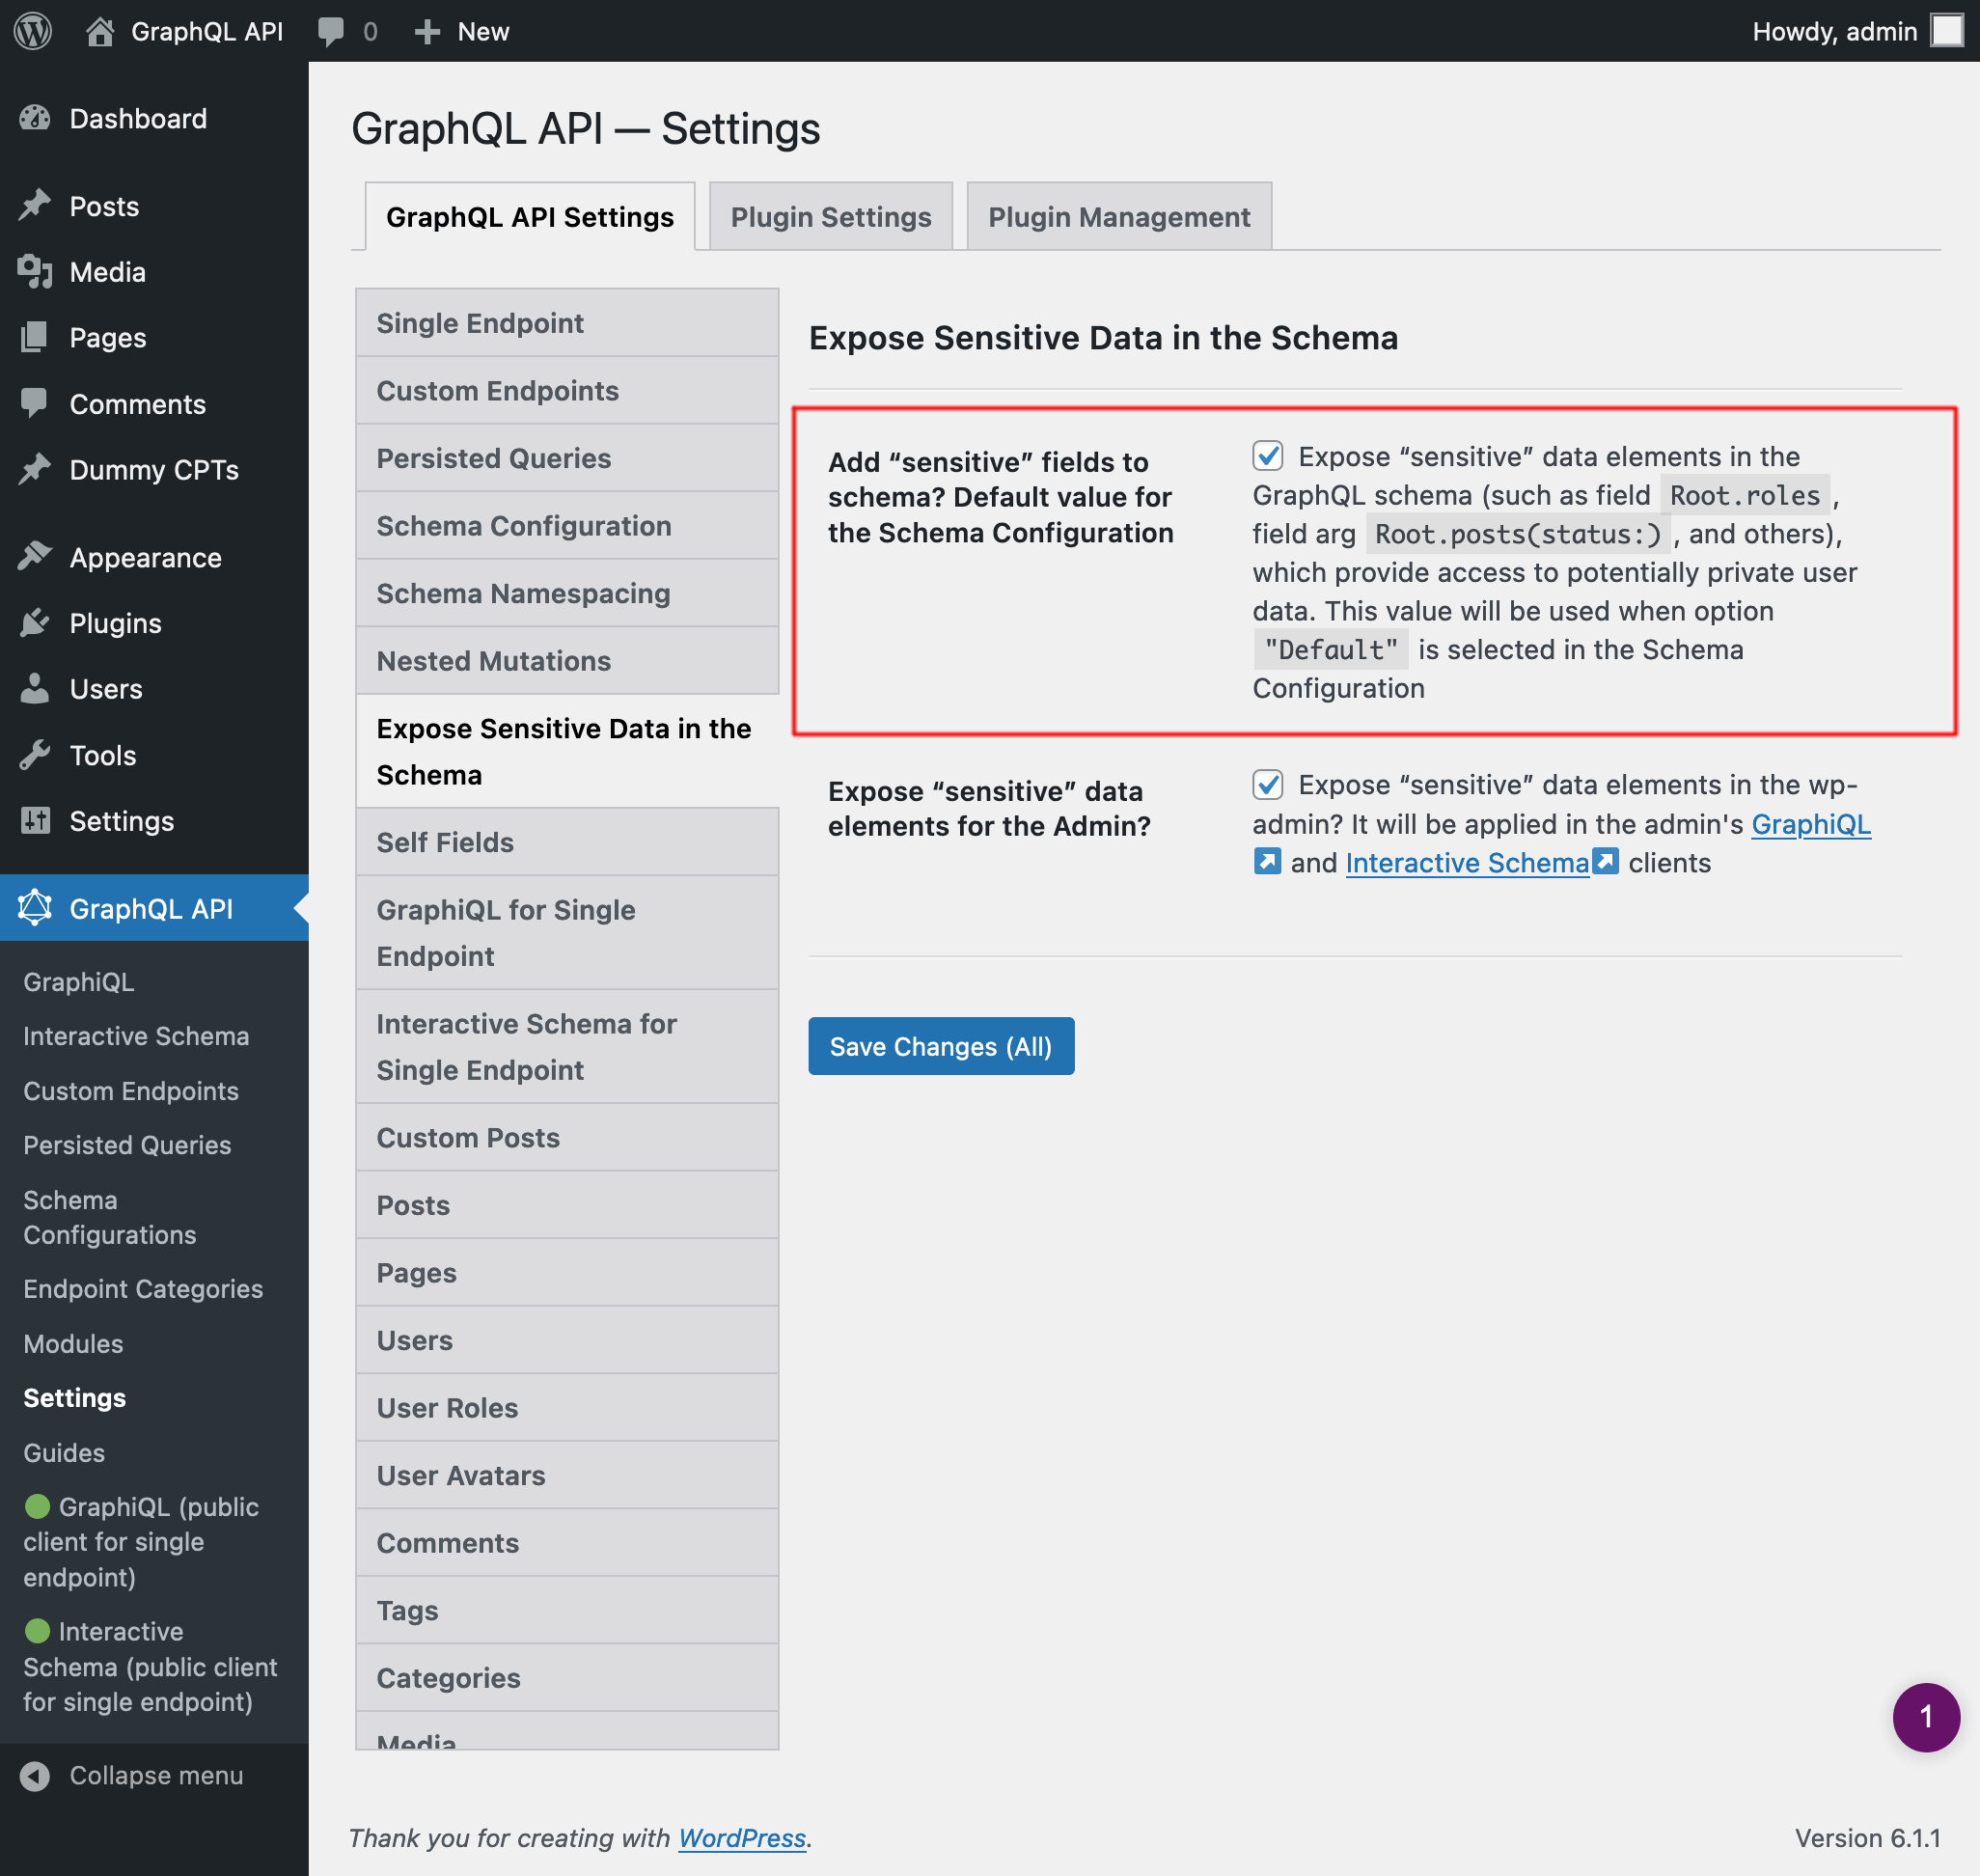 GraphQL API
0
New
Howdy, admin
Dashboard
Posts
Media
Pages
Comments
Dummy CPTs
Appearance
Plugins
Users
Tools
Settings
GraphQL API
GraphiQL
Interactive Schema
Custom Endpoints
Persisted Queries
Schema
Configurations
Endpoint Categories
Modules
Settings
Guides
GraphiQL (public
client for single
endpoint)
Interactive
Schema (public client
for single endpoint)
Collapse menu
GraphQL API — Settings
GraphQL API Settings
Plugin Settings
Plugin Management
Single Endpoint
Custom Endpoints
Persisted Queries
Schema Configuration
Schema Namespacing
Nested Mutations
Expose Sensitive Data in the
Schema
Self Fields
GraphiQL for Single
Endpoint
Interactive Schema for
Single Endpoint
Custom Posts
Posts
Pages
Users
User Roles
User Avatars
Comments
Tags
Categories
Media
Expose Sensitive Data in the Schema
Add “sensitive” fields to
schema? Default value for
the Schema Configuration
Expose “sensitive” data elements in the
GraphQL schema (such as field Root.roles ,
field arg Root.posts(status:) , and others),
which provide access to potentially private user
data. This value will be used when option
"Default" is selected in the Schema
Configuration
Expose “sensitive” data
elements for the Admin?
Expose “sensitive” data elements in the wp-
admin? It will be applied in the admin's GraphiQL
and Interactive Schema clients
Save Changes (All)
1
Thank you for creating with WordPress.
Version 6.1.1